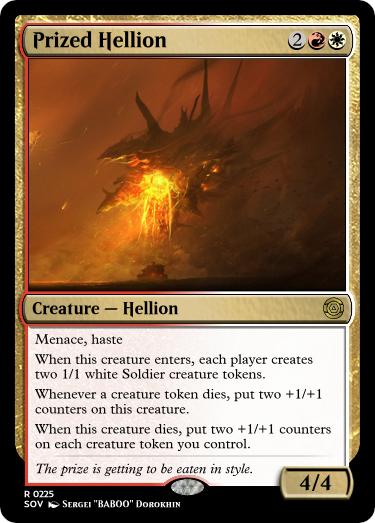 Prized Hellion 2
Creature — Hellion
Menace, haste
When this creature enters, each player creates
two 1/1 white Soldier creature tokens.
Whenever a creature token dies, put two +1/+1
counters on this creature.
When this creature dies, put two +1/+1 counters
on each creature token you control.
The prize is getting to be eaten in style.
4/4
R 0225
SOV Sergei "BABOO" Dorokhin